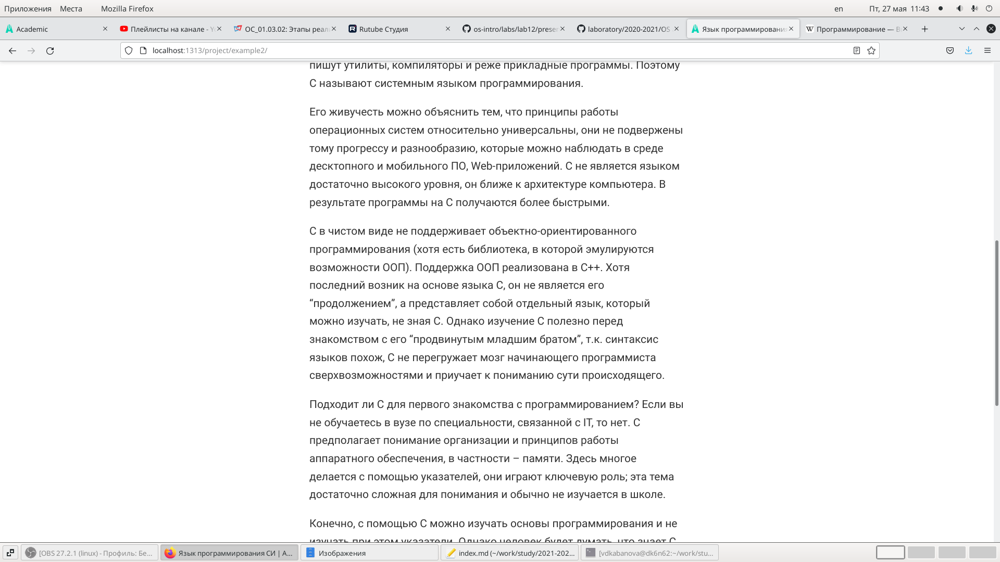 Приложения Места Mozilla Firefox en Пт, 27 мая 11:43
Academic Плейлисты на канале - ОС_01.03.02: Этапы реал Rutube Студия os-intro/labs/lab12/preser laboratory/2020-2021/OS Язык программировани Программирование —
localhost:1313/project/example2/
пишут утилиты, компиляторы и реже прикладные программы. Поэтому
С называют системным языком программирования.
Его живучесть можно объяснить тем, что принципы работы
операционных систем относительно универсальны, они не подвержены
тому прогрессу и разнообразию, которые можно наблюдать в среде
десктопного и мобильного ПО, Web-приложений. С не является языком
достаточно высокого уровня, он ближе к архитектуре компьютера. В
результате программы на С получаются более быстрыми.
С в чистом виде не поддерживает объектно-ориентированного
программирования (хотя есть библиотека, в которой эмулируются
возможности ООП). Поддержка ООП реализована в С++. Хотя
последний возник на основе языка С, он не является его
“продолжением”, а представляет собой отдельный язык, который
можно изучать, не зная С. Однако изучение С полезно перед
знакомством с его “продвинутым младшим братом”, т.к. синтаксис
языков похож, С не перегружает мозг начинающего программиста
сверхвозможностями и приучает к пониманию сути происходящего.
Подходит ли С для первого знакомства с программированием? Если вы
не обучаетесь в вузе по специальности, связанной с IT, то нет. С
предполагает понимание организации и принципов работы
аппаратного обеспечения, в частности – памяти. Здесь многое
делается с помощью указателей, они играют ключевую роль; эта тема
достаточно сложная для понимания и обычно не изучается в школе.
Конечно, с помощью С можно изучать основы программирования и не
изучать при этом указатели. Однако человек будет думать, что знает С,
[OBS 27.2.1 (linux) - Профиль: Бе... Язык программирования СИ | A... Изображения index.md (~/work/study/2021-202... [vdkabanova@dk6n62:~/work/stu...